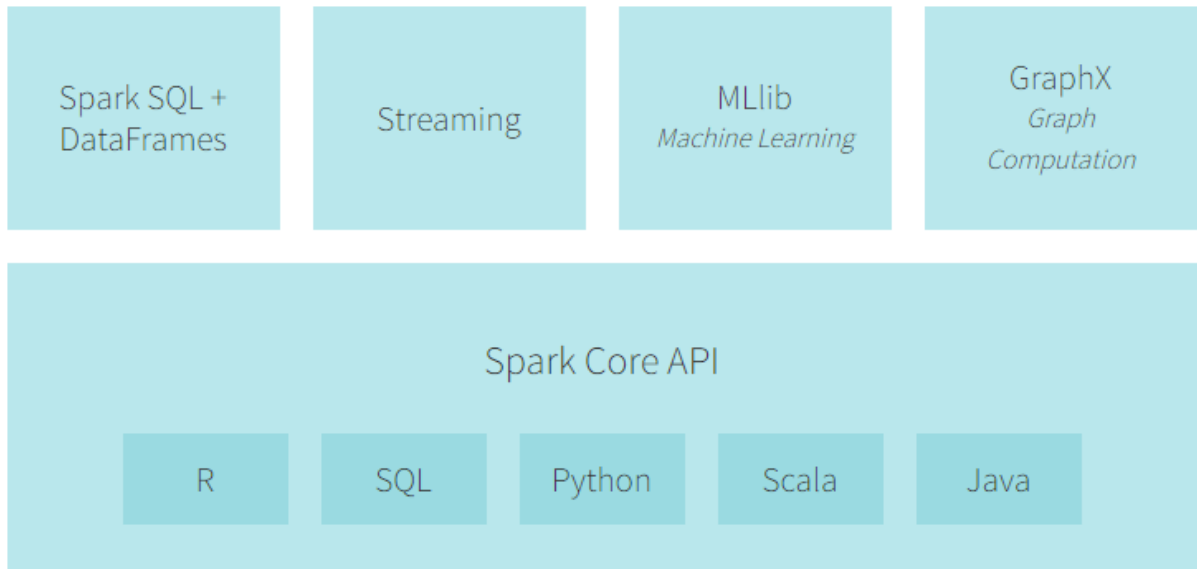 Spark SQL +
DataFrames
Streaming
MLlib
Machine Learning
GraphX
Graph
Computation
Spark Core API
R
SQL
Python
Scala
Java